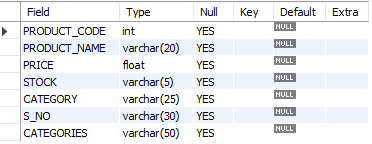 Field Type Null Key Default Extra
PRODUCT_CODE int YES NULL
PRODUCT_NAME varchar(20) YES NULL
PRICE float YES NULL
STOCK varchar(5) YES NULL
CATEGORY varchar(25) YES NULL
S_NO varchar(30) YES NULL
CATEGORIES varchar(50) YES NULL